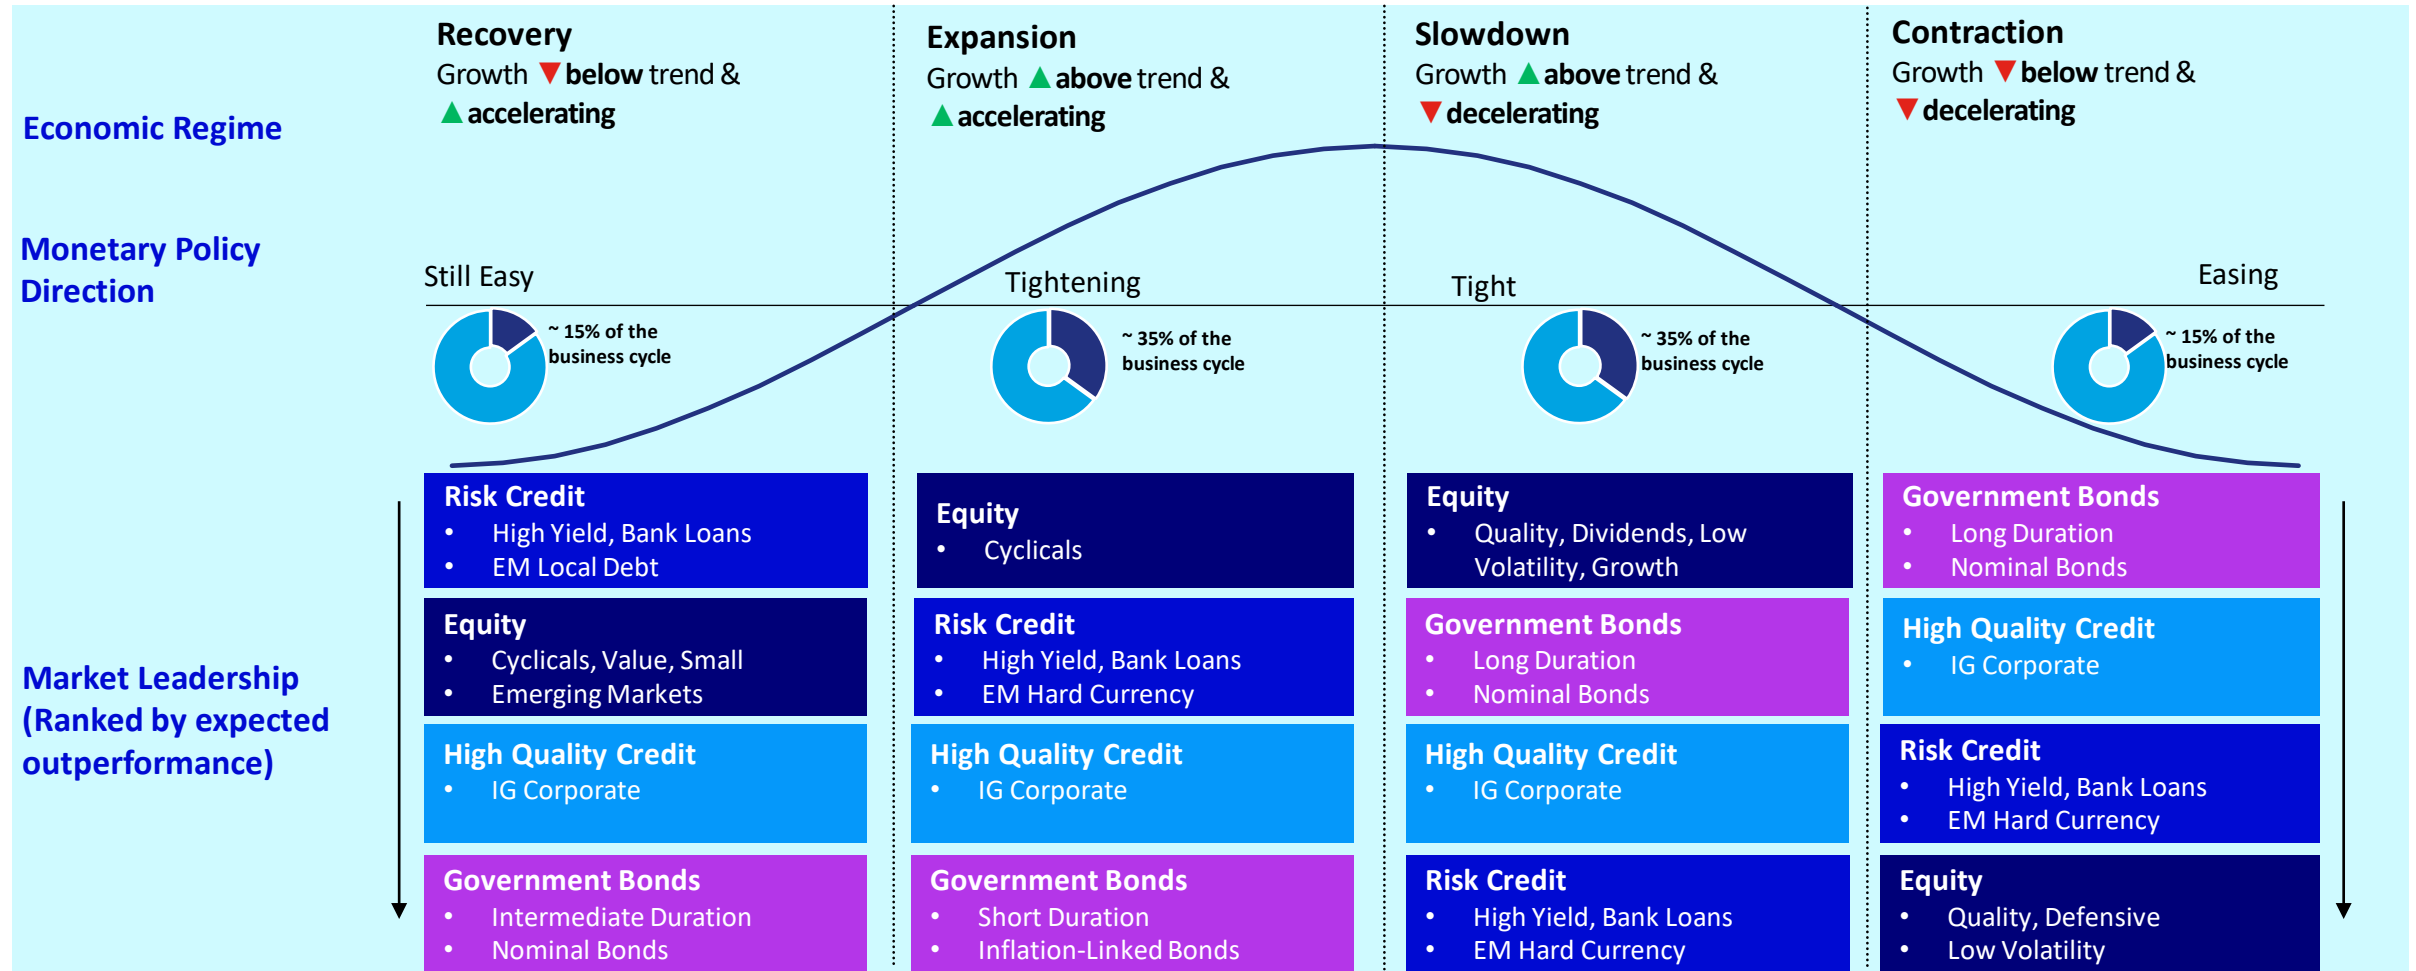 Economic Regime
Recovery
Growth ▼below trend &
▲accelerating
Expansion
Growth ▲above trend &
▲accelerating
Slowdown
Growth ▲above trend &
▼decelerating
Contraction
Growth ▼below trend &
▼decelerating
Monetary Policy
Direction
Still Easy
Tightening
Tight
Easing
~ 15% of the
business cycle
~ 35% of the
business cycle
~ 35% of the
business cycle
~ 15% of the
business cycle
Market Leadership
(Ranked by expected
outperformance)
Risk Credit
• High Yield, Bank Loans
• EM Local Debt
Equity
• Cyclicals, Value, Small
• Emerging Markets
High Quality Credit
• IG Corporate
Government Bonds
• Intermediate Duration
• Nominal Bonds
Equity
• Cyclicals
Risk Credit
• High Yield, Bank Loans
• EM Hard Currency
High Quality Credit
• IG Corporate
Government Bonds
• Short Duration
• Inflation-Linked Bonds
Equity
• Quality, Dividends, Low
Volatility, Growth
Government Bonds
• Long Duration
• Nominal Bonds
High Quality Credit
• IG Corporate
Risk Credit
• High Yield, Bank Loans
• EM Hard Currency
Government Bonds
• Long Duration
• Nominal Bonds
High Quality Credit
• IG Corporate
Risk Credit
• High Yield, Bank Loans
• EM Hard Currency
Equity
• Quality, Defensive
• Low Volatility